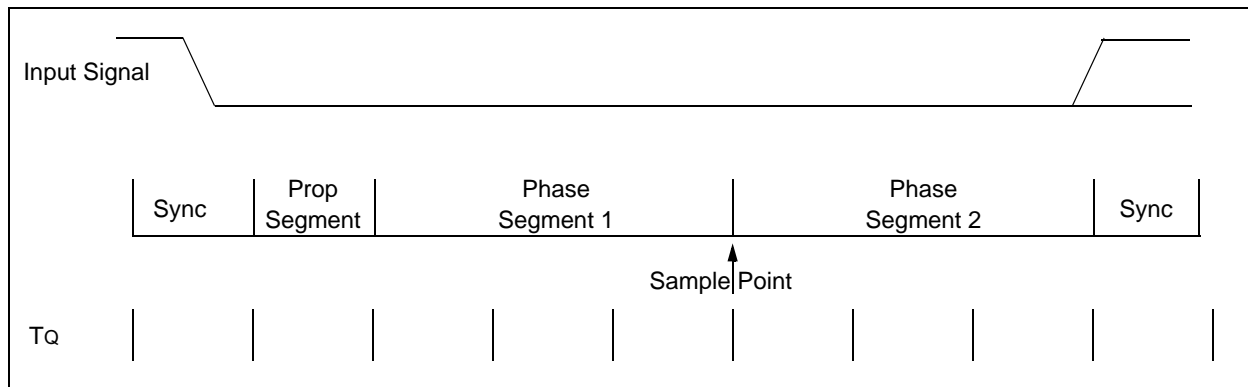 Input Signal
Sync
Prop
Segment
Phase
Segment 1
Phase
Segment 2
Sync
Sample Point
TQ